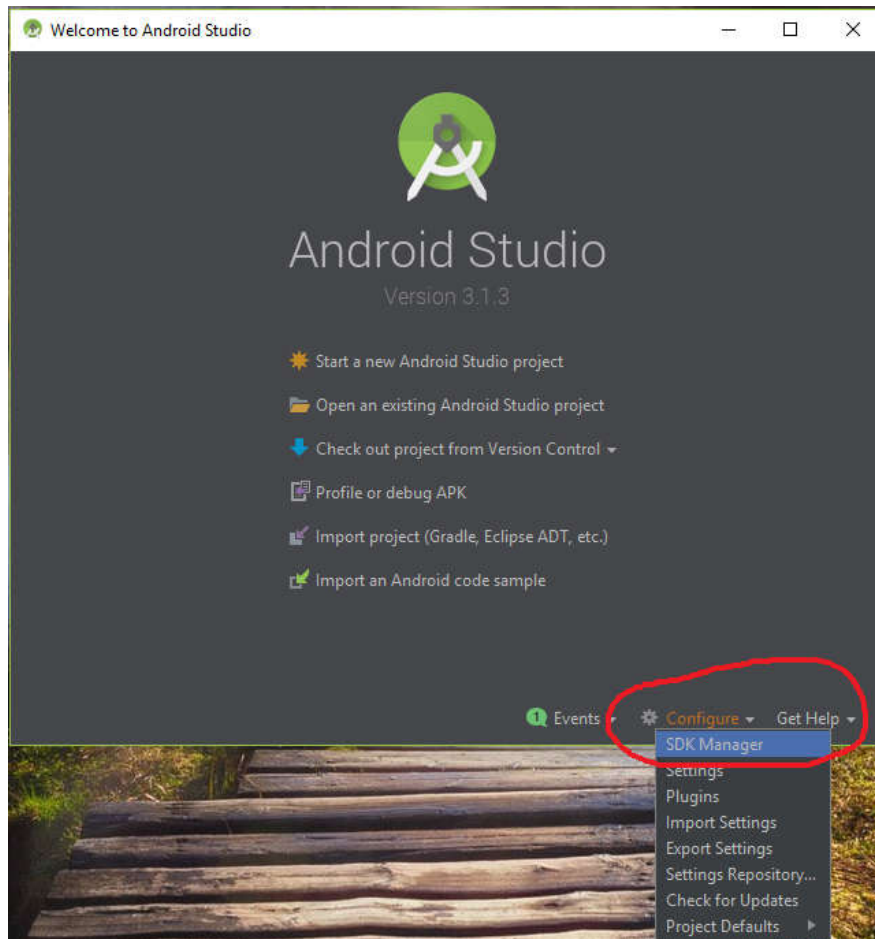 Welcome to Android Studio
Android Studio
Version 3.1.3
Start a new Android Studio project
Open an existing Android Studio project
Check out project from Version Control
Profile or debug APK
Import project (Gradle, Eclipse ADT, etc.)
Import an Android code sample
1 Events Configure Get Help
SDK Manager
Settings
Plugins
Import Settings
Export Settings
Settings Repository...
Check for Updates
Project Defaults